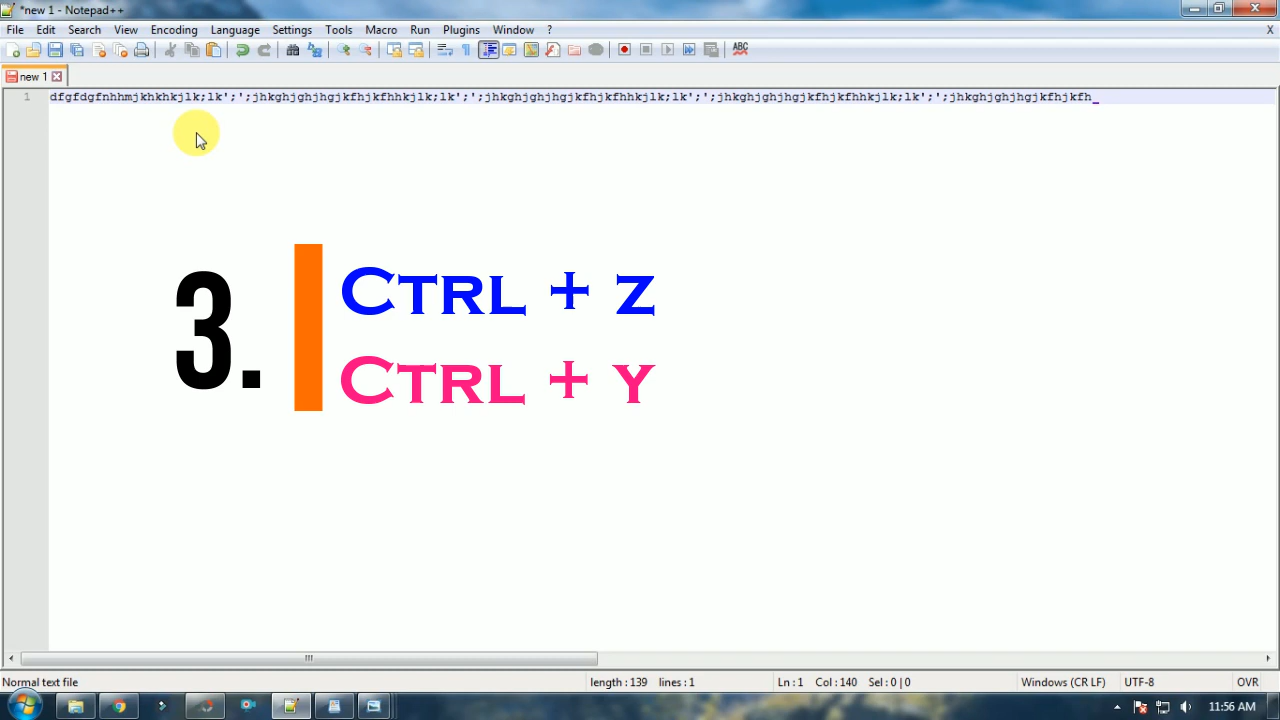 *new 1 - Notepad++
File Edit Search View Encoding Language Settings Tools Macro Run Plugins Window ? X
ABC
new 1
1 dfgfdgfnhhmjkhkhkjlk;lk';';jhkghjghjhgjkfhjkfhhkjlk;lk';';jhkghjghjhgjkfhjkfhhkjlk;lk';';jhkghjghjhgjkfhjkfhhkjlk;lk';';jhkghjghjhgjkfhjkfh
3.
Ctrl + z
Ctrl + y
Normal text file length : 139 lines : 1 Ln : 1 Col : 140 Sel : 0 | 0 Windows (CR LF) UTF-8 OVR
11:56 AM